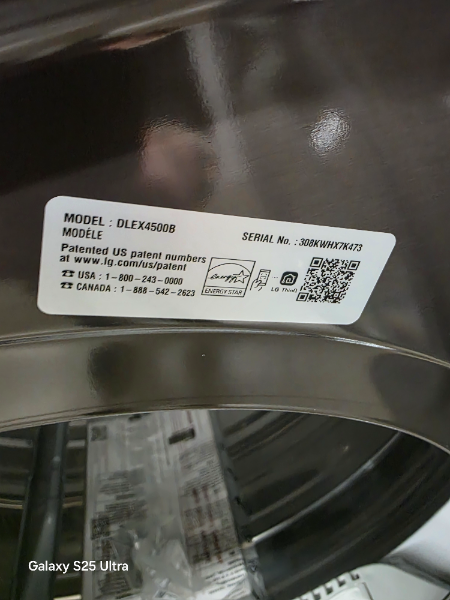 MODEL : DLEX4500B
MODÈLE
SERIAL No. : 308KWHX7K473
Patented US patent numbers
at www.lg.com/us/patent
USA : 1-800-243-0000
CANADA : 1-888-542-2623
energy
ENERGY STAR
LG ThinQ
Galaxy S25 Ultra